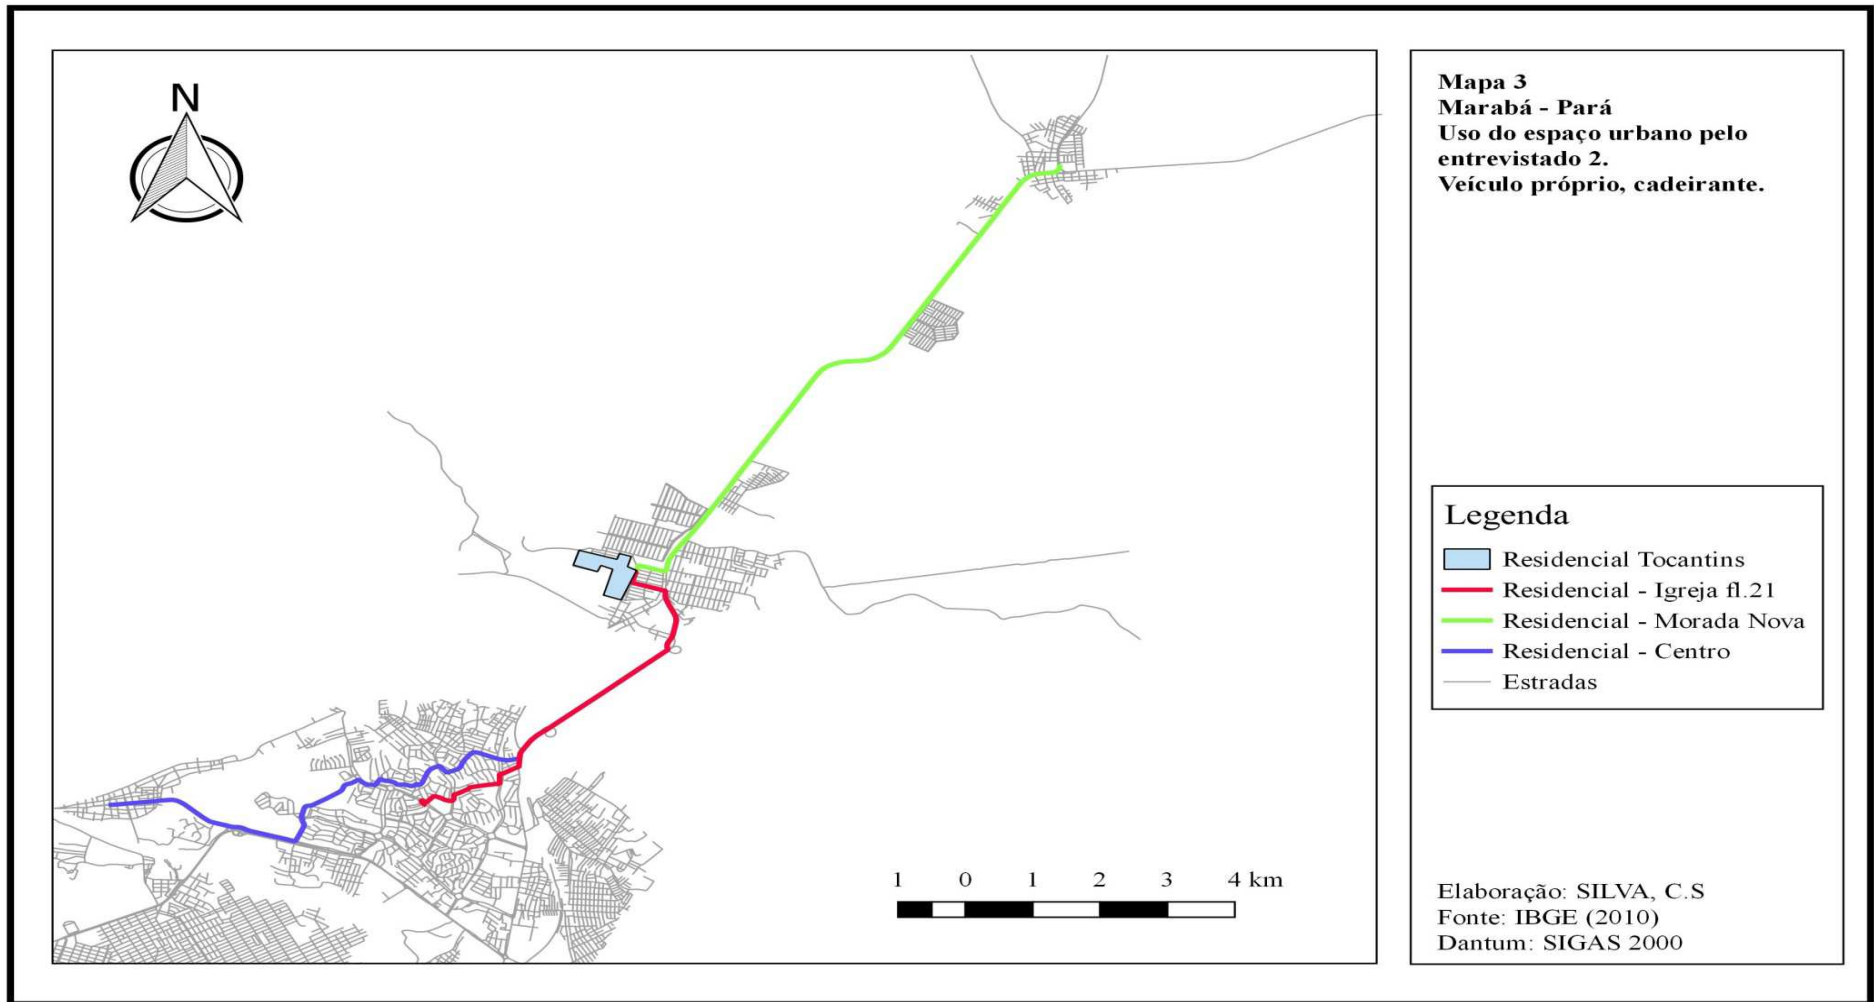 N
Mapa 3
Marabá - Pará
Uso do espaço urbano pelo
entrevistado 2.
Veículo próprio, cadeirante.
Legenda
Residencial Tocantins
Residencial - Igreja fl.21
Residencial - Morada Nova
Residencial - Centro
Estradas
1 0 1 2 3 4 km
Elaboração: SILVA, C.S
Fonte: IBGE (2010)
Dantum: SIGAS 2000